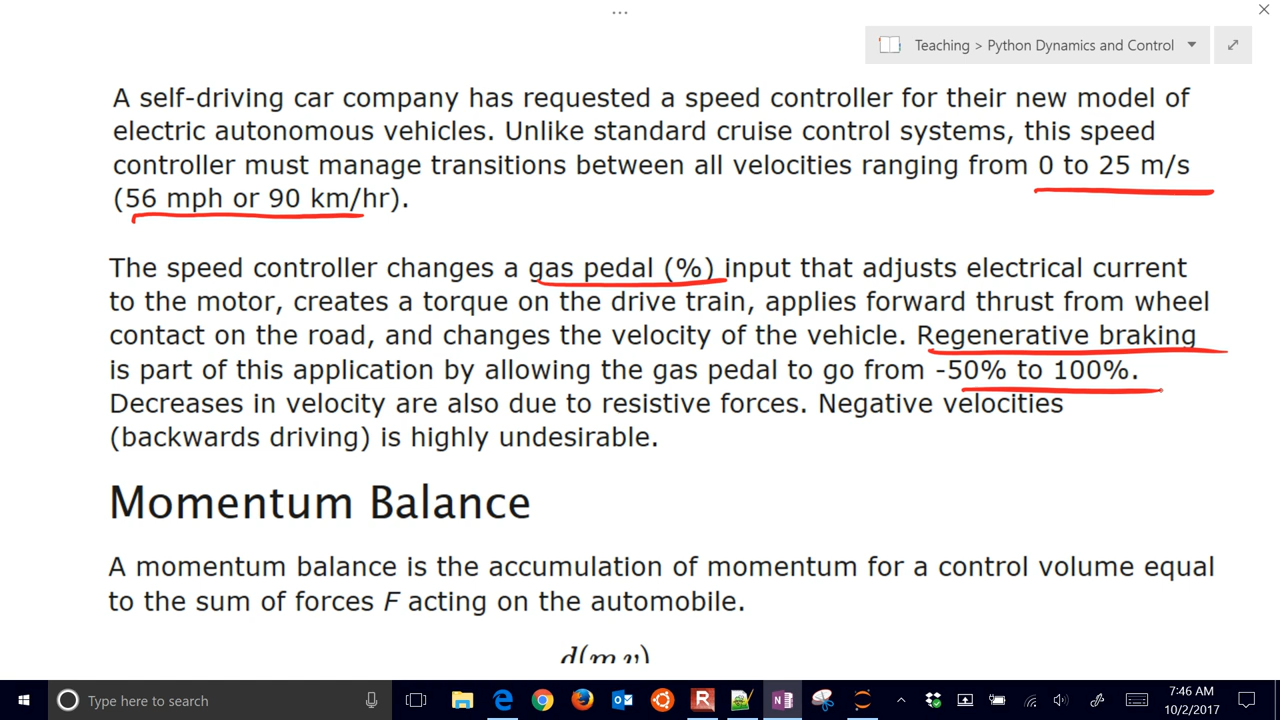 Teaching > Python Dynamics and Control
A self-driving car company has requested a speed controller for their new model of
electric autonomous vehicles. Unlike standard cruise control systems, this speed
controller must manage transitions between all velocities ranging from 0 to 25 m/s
(56 mph or 90 km/hr).
The speed controller changes a gas pedal (%) input that adjusts electrical current
to the motor, creates a torque on the drive train, applies forward thrust from wheel
contact on the road, and changes the velocity of the vehicle. Regenerative braking
is part of this application by allowing the gas pedal to go from -50% to 100%.
Decreases in velocity are also due to resistive forces. Negative velocities
(backwards driving) is highly undesirable.
Momentum Balance
A momentum balance is the accumulation of momentum for a control volume equal
to the sum of forces F acting on the automobile.
d(m v)
Type here to search
7:46 AM
10/2/2017